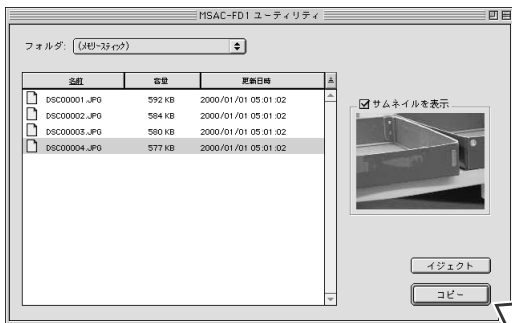 MSAC-FD1 ユーティリティ
フォルダ: (メモリースティック)
名前 容量 更新日時
DSC00001.JPG 592 KB 2000/01/01 05:01:02
DSC00002.JPG 584 KB 2000/01/01 05:01:02
DSC00003.JPG 580 KB 2000/01/01 05:01:02
DSC00004.JPG 577 KB 2000/01/01 05:01:02
サムネイルを表示
イジェクト
コピー